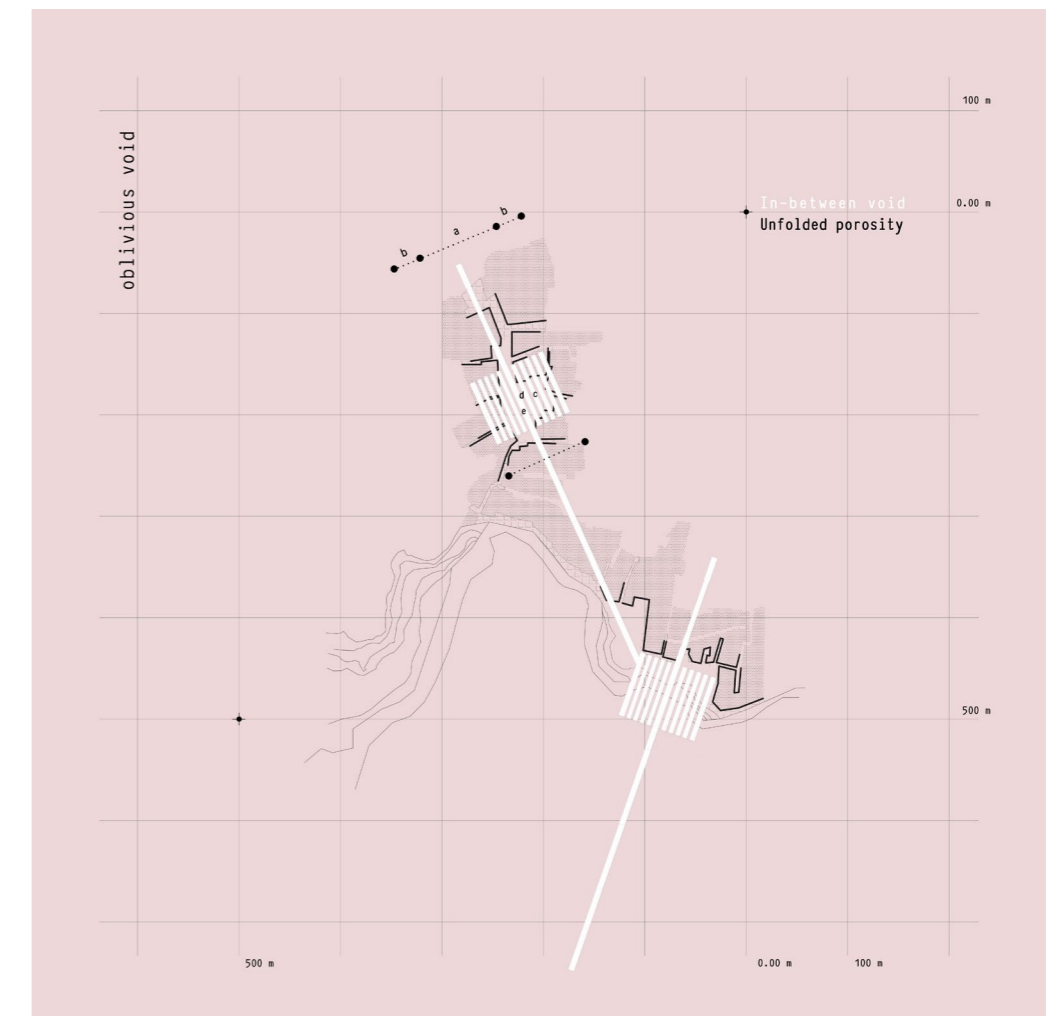 100 m
oblivious void
In-between void
0.00 m
Unfolded porosity
b
a
b
d c
e
500 m
500 m
0.00 m
100 m